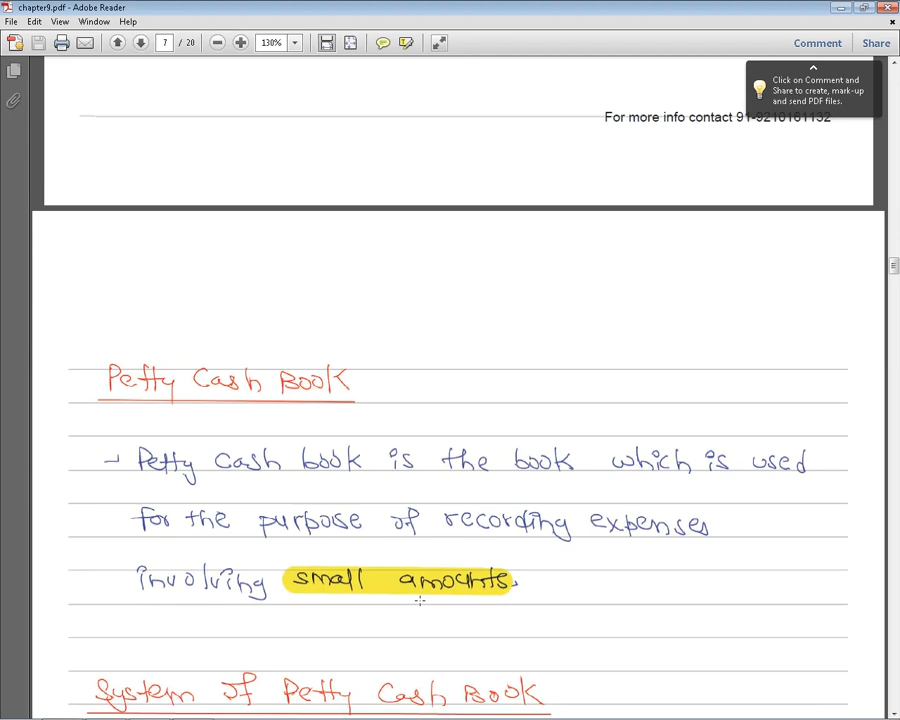 chapter9.pdf - Adobe Reader
File Edit View Window Help
7 / 20 130% Comment Share
Click on Comment and
Share to create, mark-up
and send PDF files.
For more info contact 91-9210181132
Petty Cash Book
→ Petty cash book is the book which is used
for the purpose of recording expenses
involving small amounts.
System of Petty Cash Book